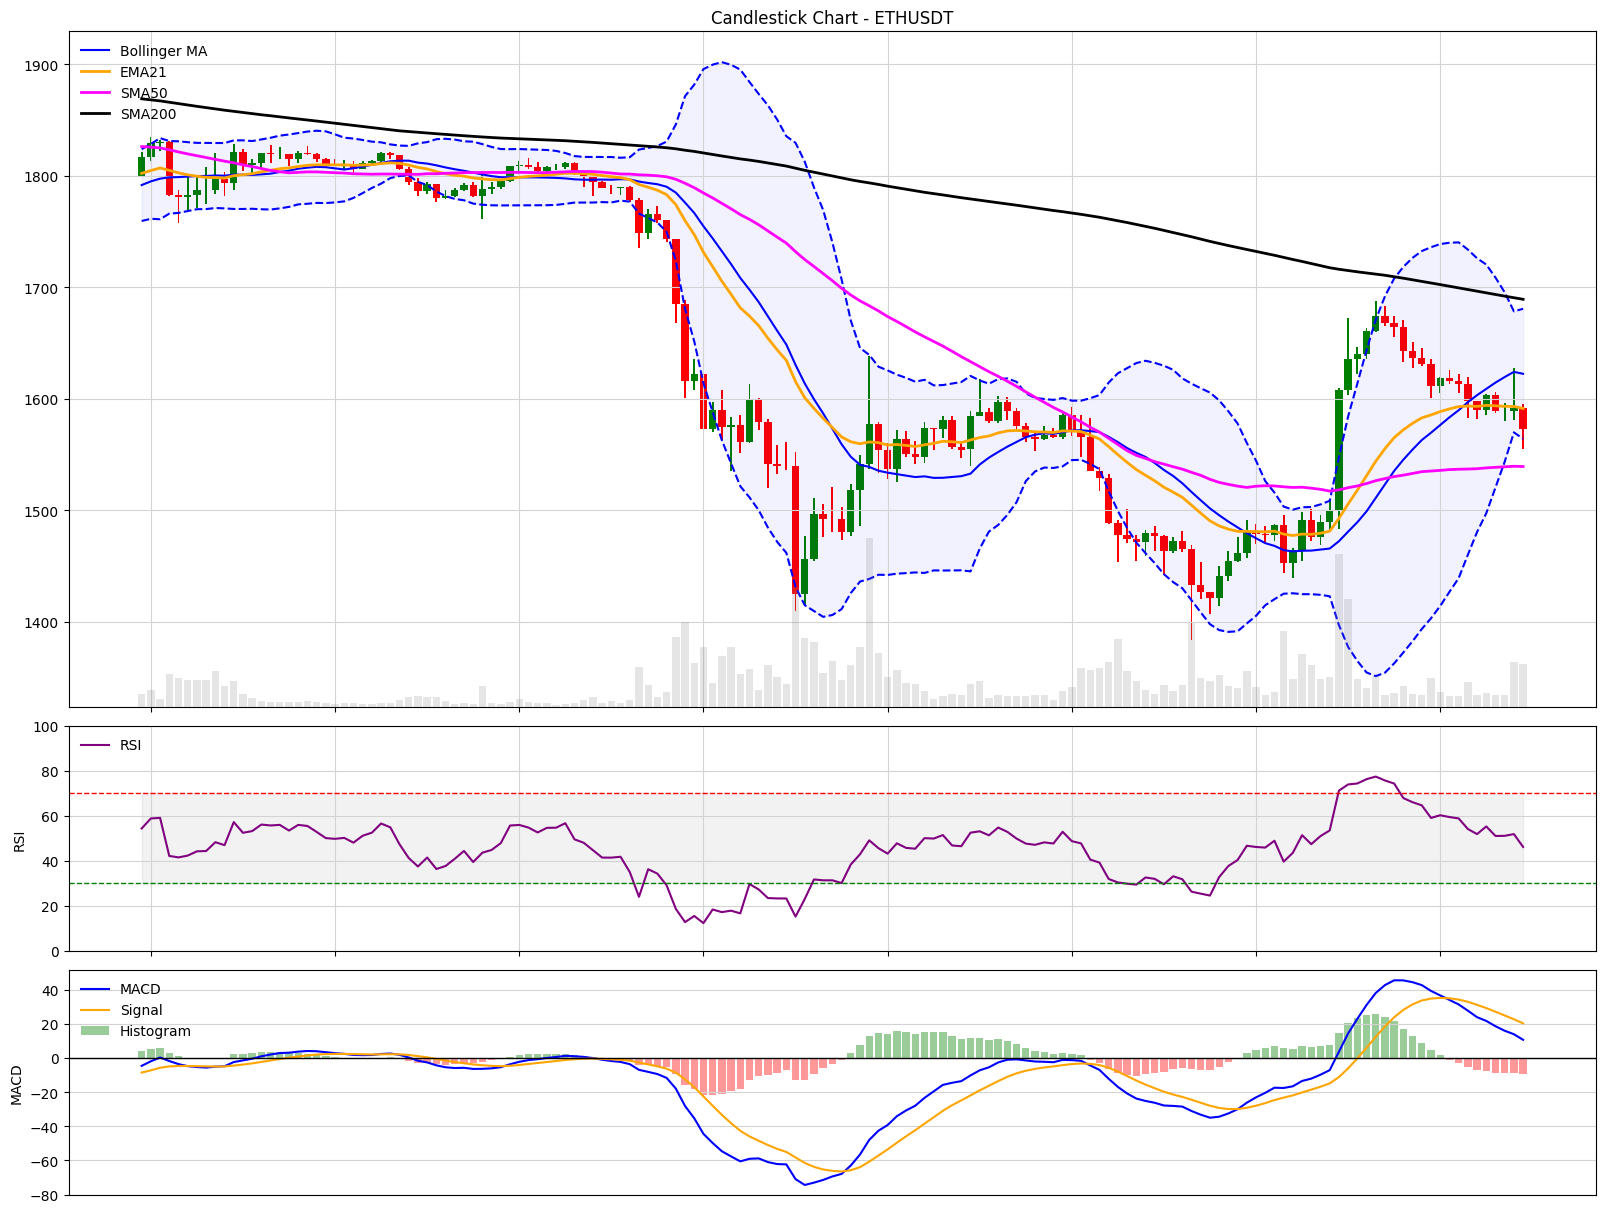 Candlestick Chart - ETHUSDT
Bollinger MA
EMA21
SMA50
SMA200
1900
1800
1700
1600
1500
1400
RSI
100
80
60
40
20
0
RSI
MACD
Signal
Histogram
40
20
0
−20
−40
−60
−80
MACD